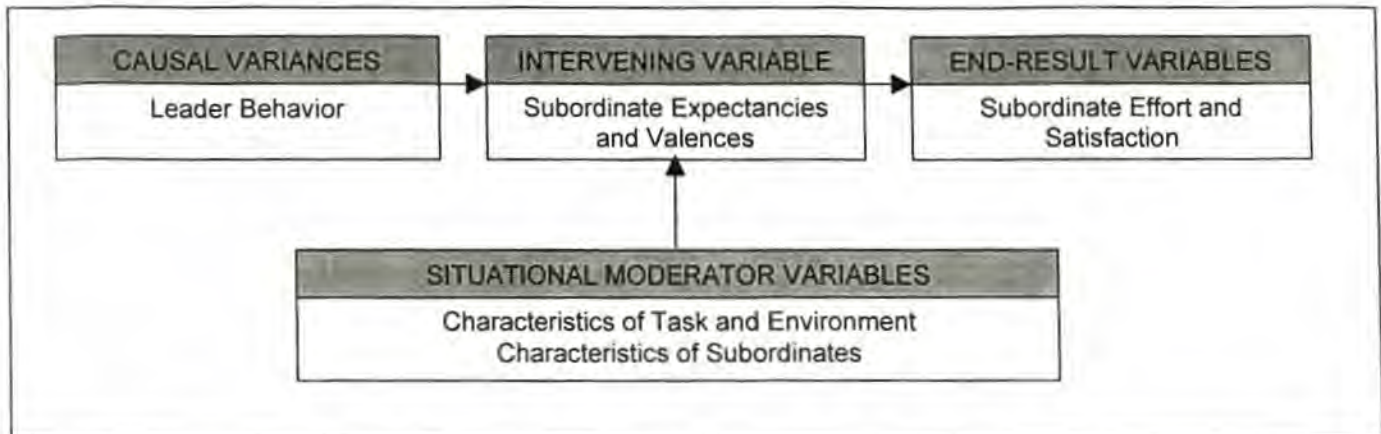 CAUSAL VARIANCES
Leader Behavior
INTERVENING VARIABLE
Subordinate Expectancies
and Valences
END-RESULT VARIABLES
Subordinate Effort and
Satisfaction
SITUATIONAL MODERATOR VARIABLES
Characteristics of Task and Environment
Characteristics of Subordinates